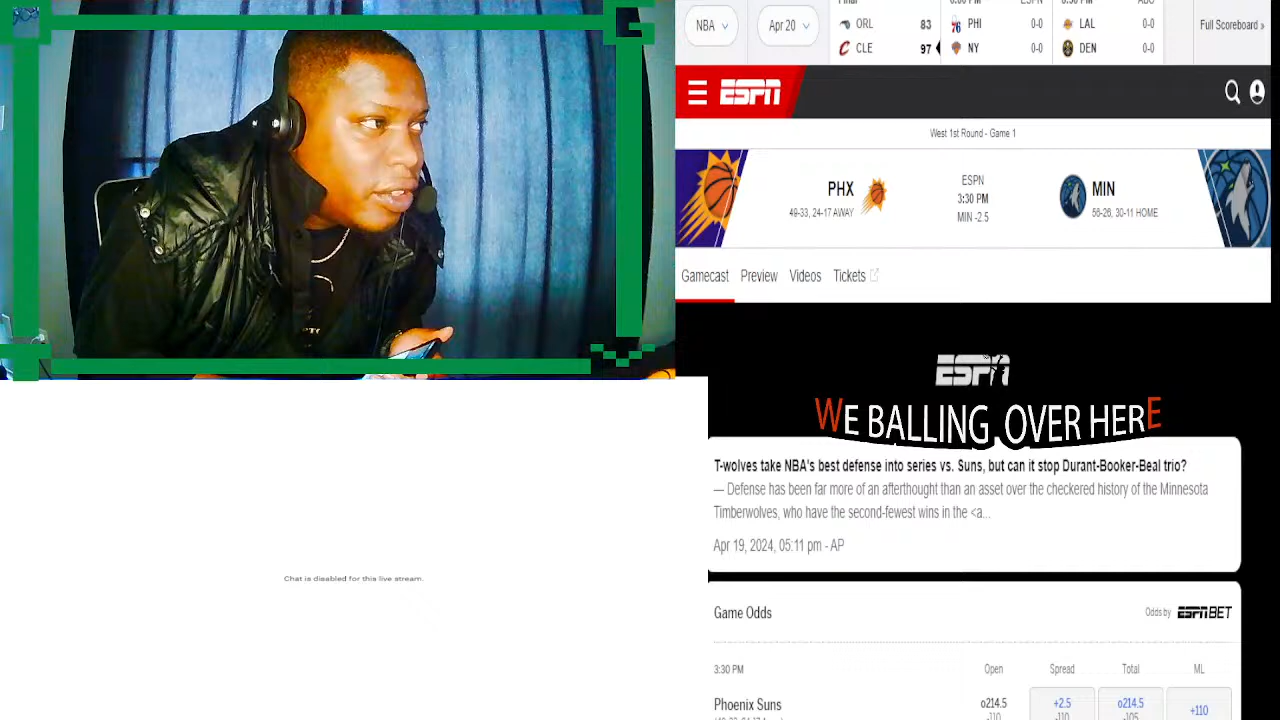 Final
ESPN
ABC
NBA
Apr 20
ORL 83
CLE 97
PHI 0-0
NY 0-0
LAL 0-0
DEN 0-0
Full Scoreboard »
ESPN
West 1st Round - Game 1
PHX
49-33, 24-17 AWAY
ESPN
3:30 PM
MIN -2.5
MIN
56-26, 30-11 HOME
Gamecast Preview Videos Tickets
ESPN
WE BALLING OVER HERE
T-wolves take NBA's best defense into series vs. Suns, but can it stop Durant-Booker-Beal trio?
— Defense has been far more of an afterthought than an asset over the checkered history of the Minnesota
Timberwolves, who have the second-fewest wins in the <a...
Apr 19, 2024, 05:11 pm - AP
Chat is disabled for this live stream.
Game Odds
Odds by ESPN BET
3:30 PM Open Spread Total ML
Phoenix Suns o214.5 +2.5 o214.5 +110
-110 -110 -105